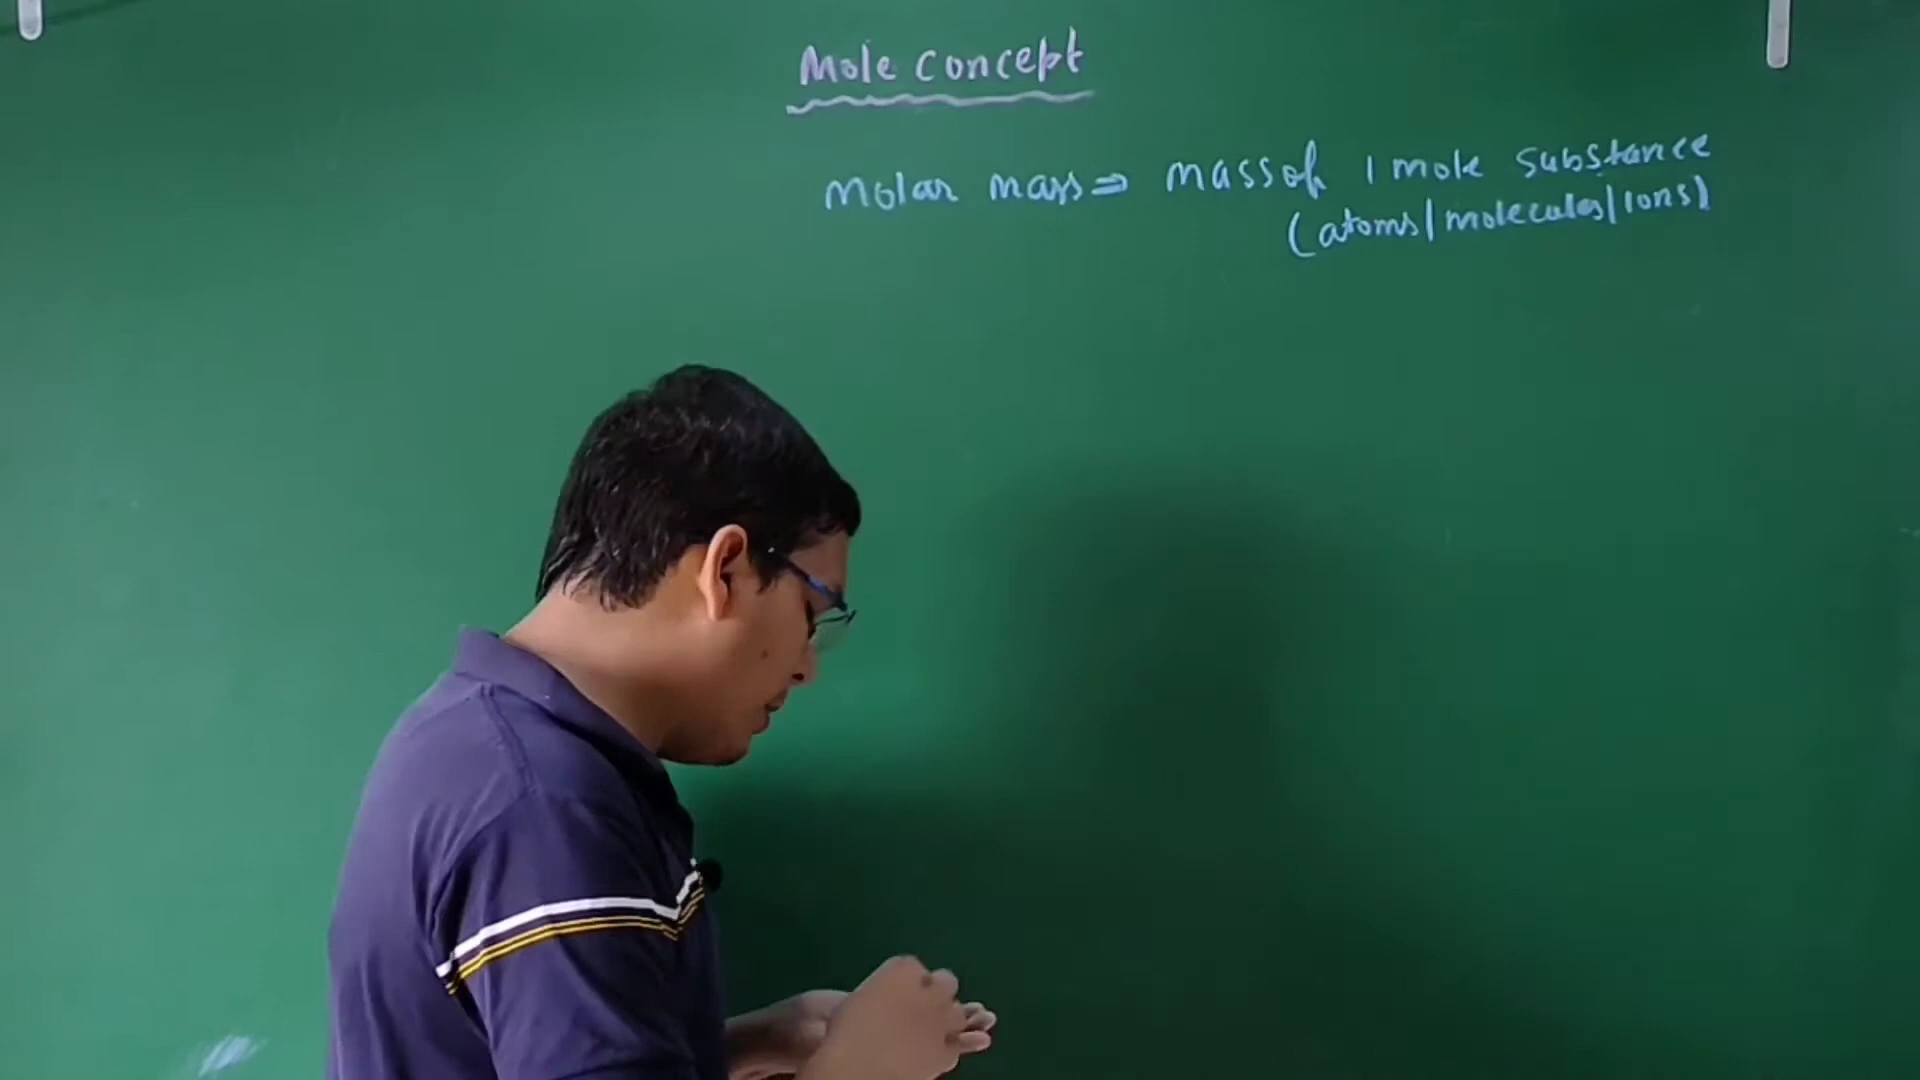 Mole concept
Molar mass ⇒ mass of 1 mole substance
(atoms/molecules/ions)